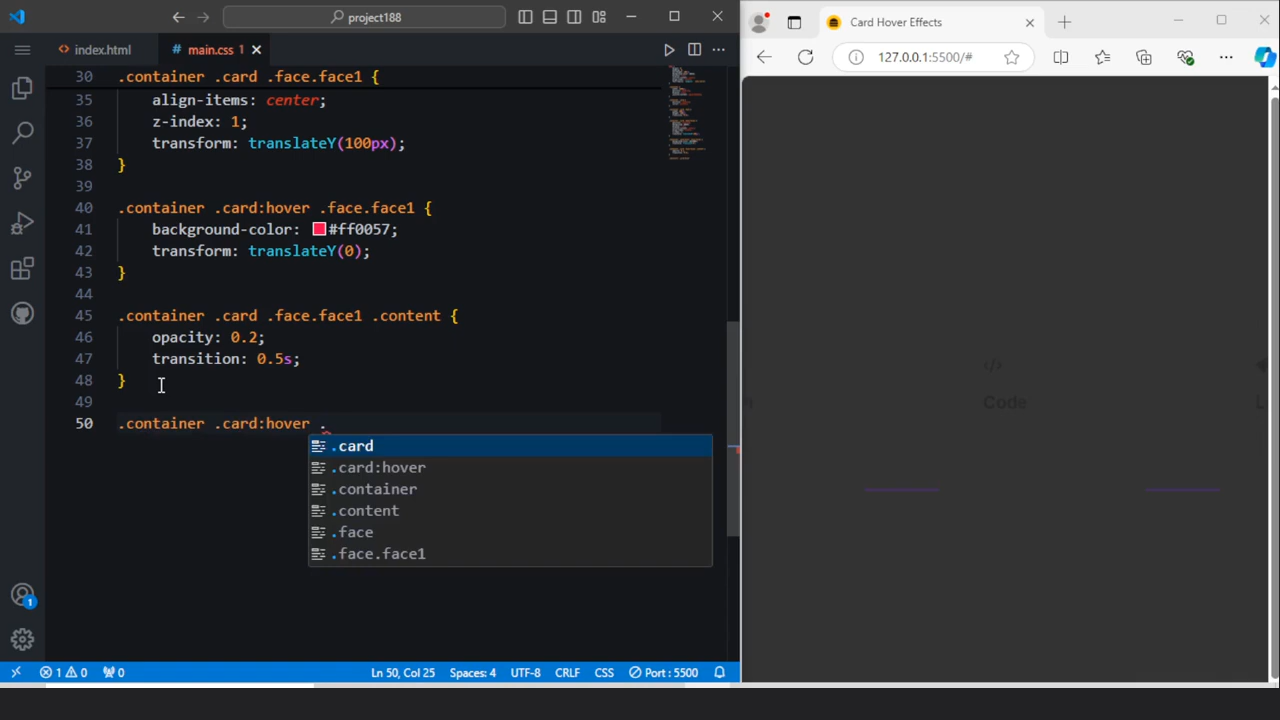 project188
Card Hover Effects
127.0.0.1:5500/#
index.html
# main.css 1
30 .container .card .face.face1 {
35 align-items: center;
36 z-index: 1;
37 transform: translateY(100px);
38 }
39
40 .container .card:hover .face.face1 {
41 background-color: #ff0057;
42 transform: translateY(0);
43 }
44
45 .container .card .face.face1 .content {
46 opacity: 0.2;
47 transition: 0.5s;
48 }
49
50 .container .card:hover .
.card
.card:hover
.container
.content
.face
.face.face1
</>
Code
1
1 0 0 Ln 50, Col 25 Spaces: 4 UTF-8 CRLF CSS Port : 5500